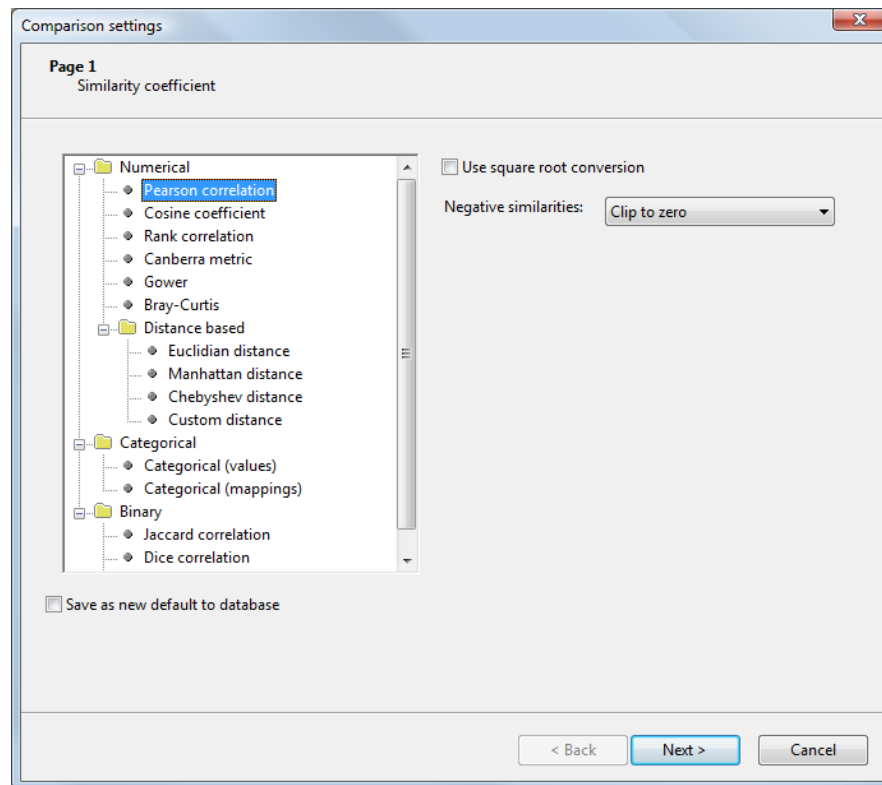 Comparison settings
Page 1
Similarity coefficient
Numerical
Pearson correlation
Cosine coefficient
Rank correlation
Canberra metric
Gower
Bray-Curtis
Distance based
Euclidian distance
Manhattan distance
Chebyshev distance
Custom distance
Categorical
Categorical (values)
Categorical (mappings)
Binary
Jaccard correlation
Dice correlation
Use square root conversion
Negative similarities: Clip to zero
Save as new default to database
< Back Next > Cancel